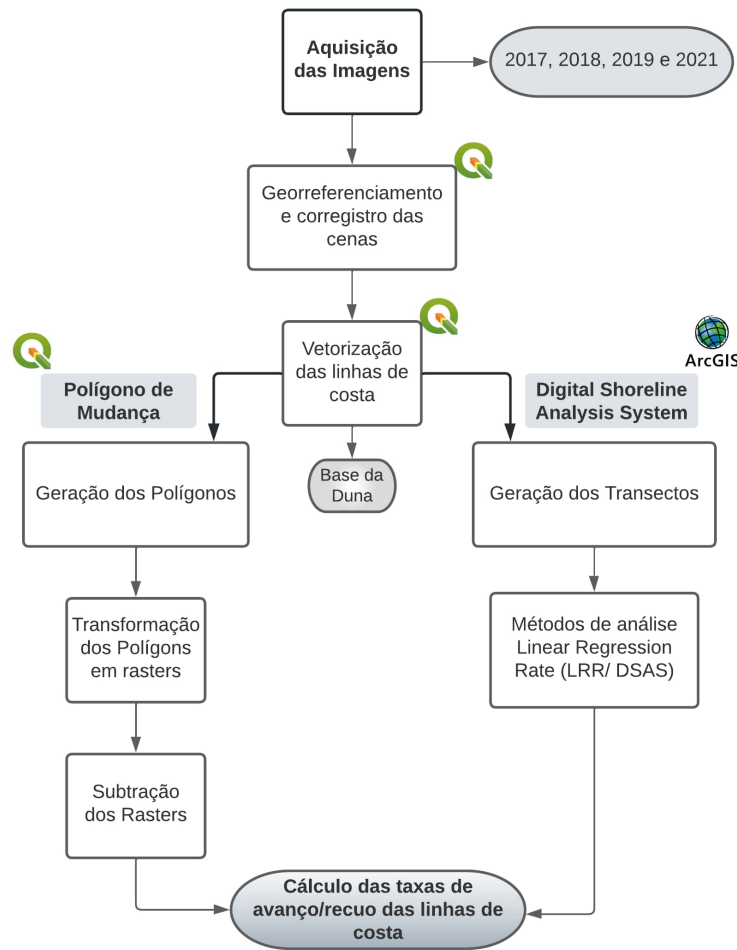 Aquisição
das Imagens
2017, 2018, 2019 e 2021
Georreferenciamento
e corregistro das
cenas
Vetorização
das linhas de
costa
ArcGIS
Polígono de
Mudança
Digital Shoreline
Analysis System
Geração dos Polígonos
Base da
Duna
Geração dos Transectos
Transformação
dos Polígons
em rasters
Métodos de análise
Linear Regression
Rate (LRR/ DSAS)
Subtração
dos Rasters
Cálculo das taxas de
avanço/recuo das linhas de
costa